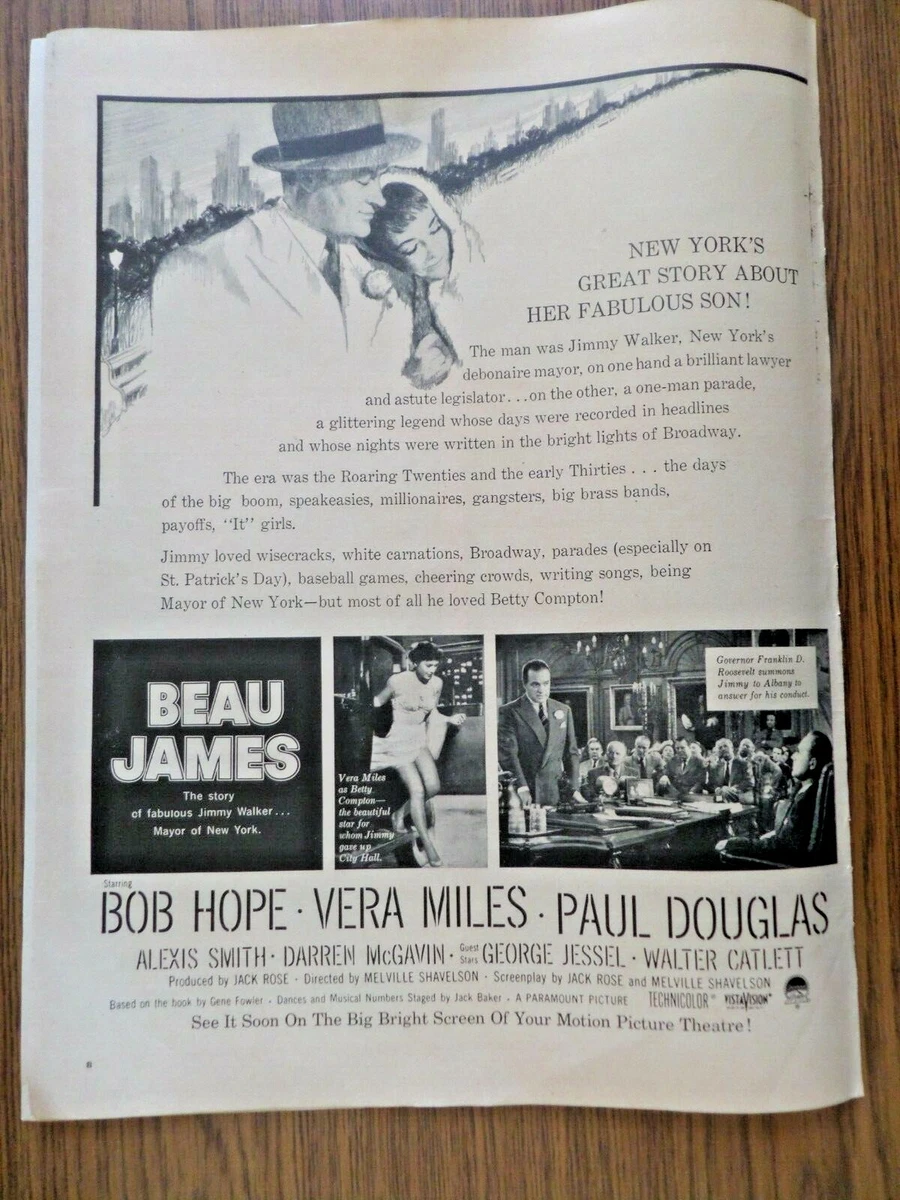 NEW YORK'S
GREAT STORY ABOUT
HER FABULOUS SON!
The man was Jimmy Walker, New York's
debonaire mayor, on one hand a brilliant lawyer
and astute legislator...on the other, a one-man parade,
a glittering legend whose days were recorded in headlines
and whose nights were written in the bright lights of Broadway.
The era was the Roaring Twenties and the early Thirties . . . the days
of the big boom, speakeasies, millionaires, gangsters, big brass bands,
payoffs, "It" girls.
Jimmy loved wisecracks, white carnations, Broadway, parades (especially on
St. Patrick's Day), baseball games, cheering crowds, writing songs, being
Mayor of New York—but most of all he loved Betty Compton!
BEAU
JAMES
The story
of fabulous Jimmy Walker...
Mayor of New York.
Vera Miles
as Betty
Compton—
the beautiful
star for
whom Jimmy
gave up
City Hall.
Governor Franklin D.
Roosevelt summons
Jimmy to Albany to
answer for his conduct.
Starring
BOB HOPE · VERA MILES · PAUL DOUGLAS
ALEXIS SMITH · DARREN McGAVIN · Guest Stars GEORGE JESSEL · WALTER CATLETT
Produced by JACK ROSE · Directed by MELVILLE SHAVELSON · Screenplay by JACK ROSE and MELVILLE SHAVELSON
Based on the book by Gene Fowler · Dances and Musical Numbers Staged by Jack Baker · A PARAMOUNT PICTURE TECHNICOLOR® VISTAVISION®
See It Soon On The Big Bright Screen Of Your Motion Picture Theatre!